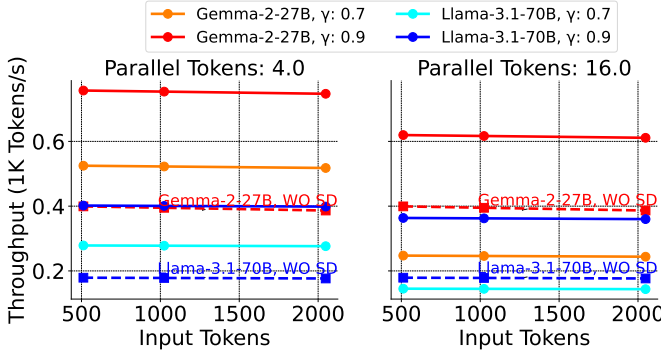 Gemma-2-27B, γ: 0.7
Gemma-2-27B, γ: 0.9
Llama-3.1-70B, γ: 0.7
Llama-3.1-70B, γ: 0.9
Parallel Tokens: 4.0
Parallel Tokens: 16.0
Throughput (1K Tokens/s)
0.6
0.4
0.2
Gemma-2-27B, WO SD
Llama-3.1-70B, WO SD
Gemma-2-27B, WO SD
Llama-3.1-70B, WO SD
500 1000 1500 2000
500 1000 1500 2000
Input Tokens
Input Tokens